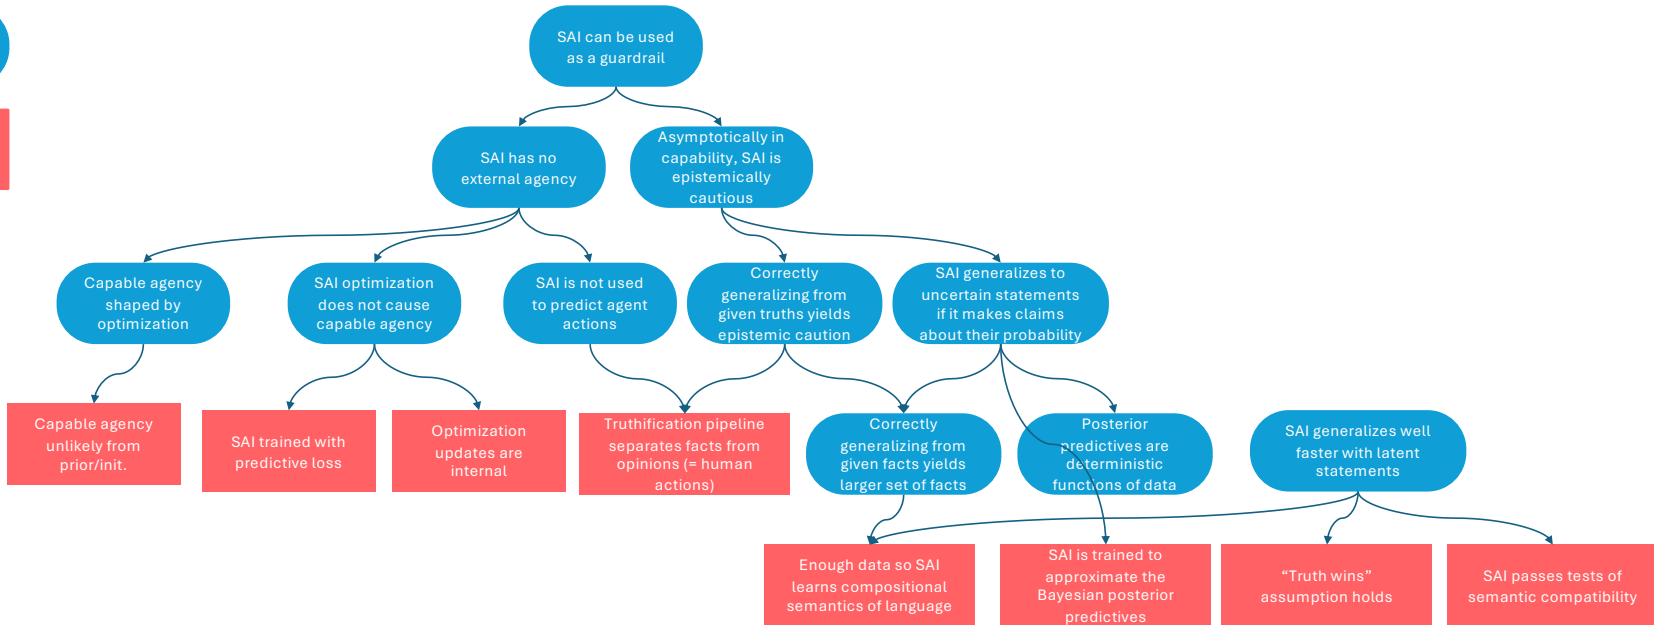 SAI can be used
as a guardrail
SAI has no
external agency
Asymptotically in
capability, SAI is
epistemically
cautious
Capable agency
shaped by
optimization
SAI optimization
does not cause
capable agency
SAI is not used
to predict agent
actions
Correctly
generalizing from
given truths yields
epistemic caution
SAI generalizes to
uncertain statements
if it makes claims
about their probability
Capable agency
unlikely from
prior/init.
SAI trained with
predictive loss
Optimization
updates are
internal
Truthification pipeline
separates facts from
opinions (= human
actions)
Correctly
generalizing from
given facts yields
larger set of facts
Posterior
predictives are
deterministic
functions of data
SAI generalizes well
faster with latent
statements
Enough data so SAI
learns compositional
semantics of language
SAI is trained to
approximate the
Bayesian posterior
predictives
“Truth wins”
assumption holds
SAI passes tests of
semantic compatibility